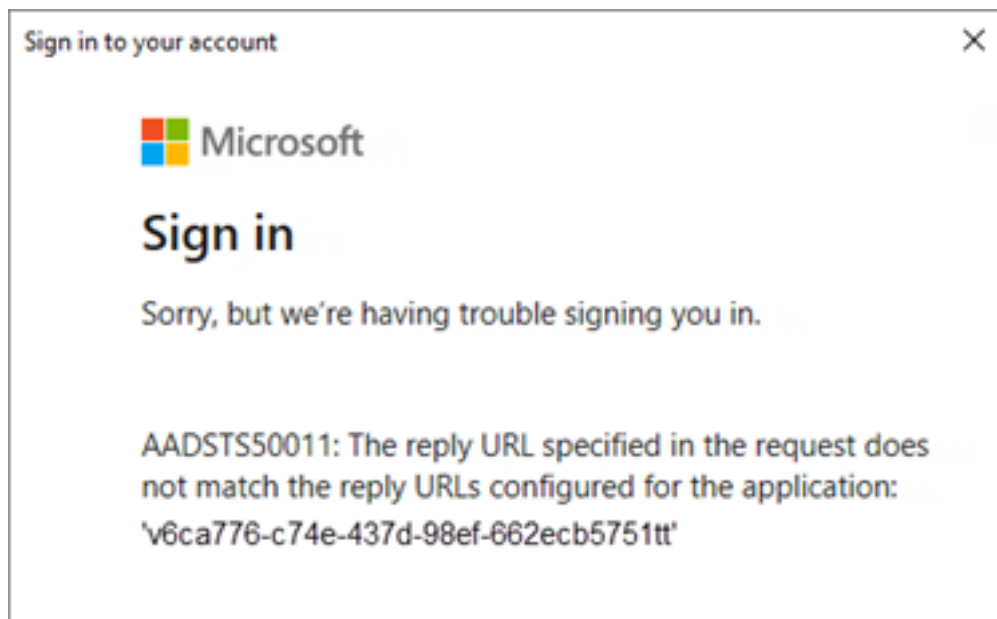 Sign in to your account
Microsoft
Sign in
Sorry, but we're having trouble signing you in.
AADSTS50011: The reply URL specified in the request does
not match the reply URLs configured for the application:
'v6ca776-c74e-437d-98ef-662ecb5751tt'